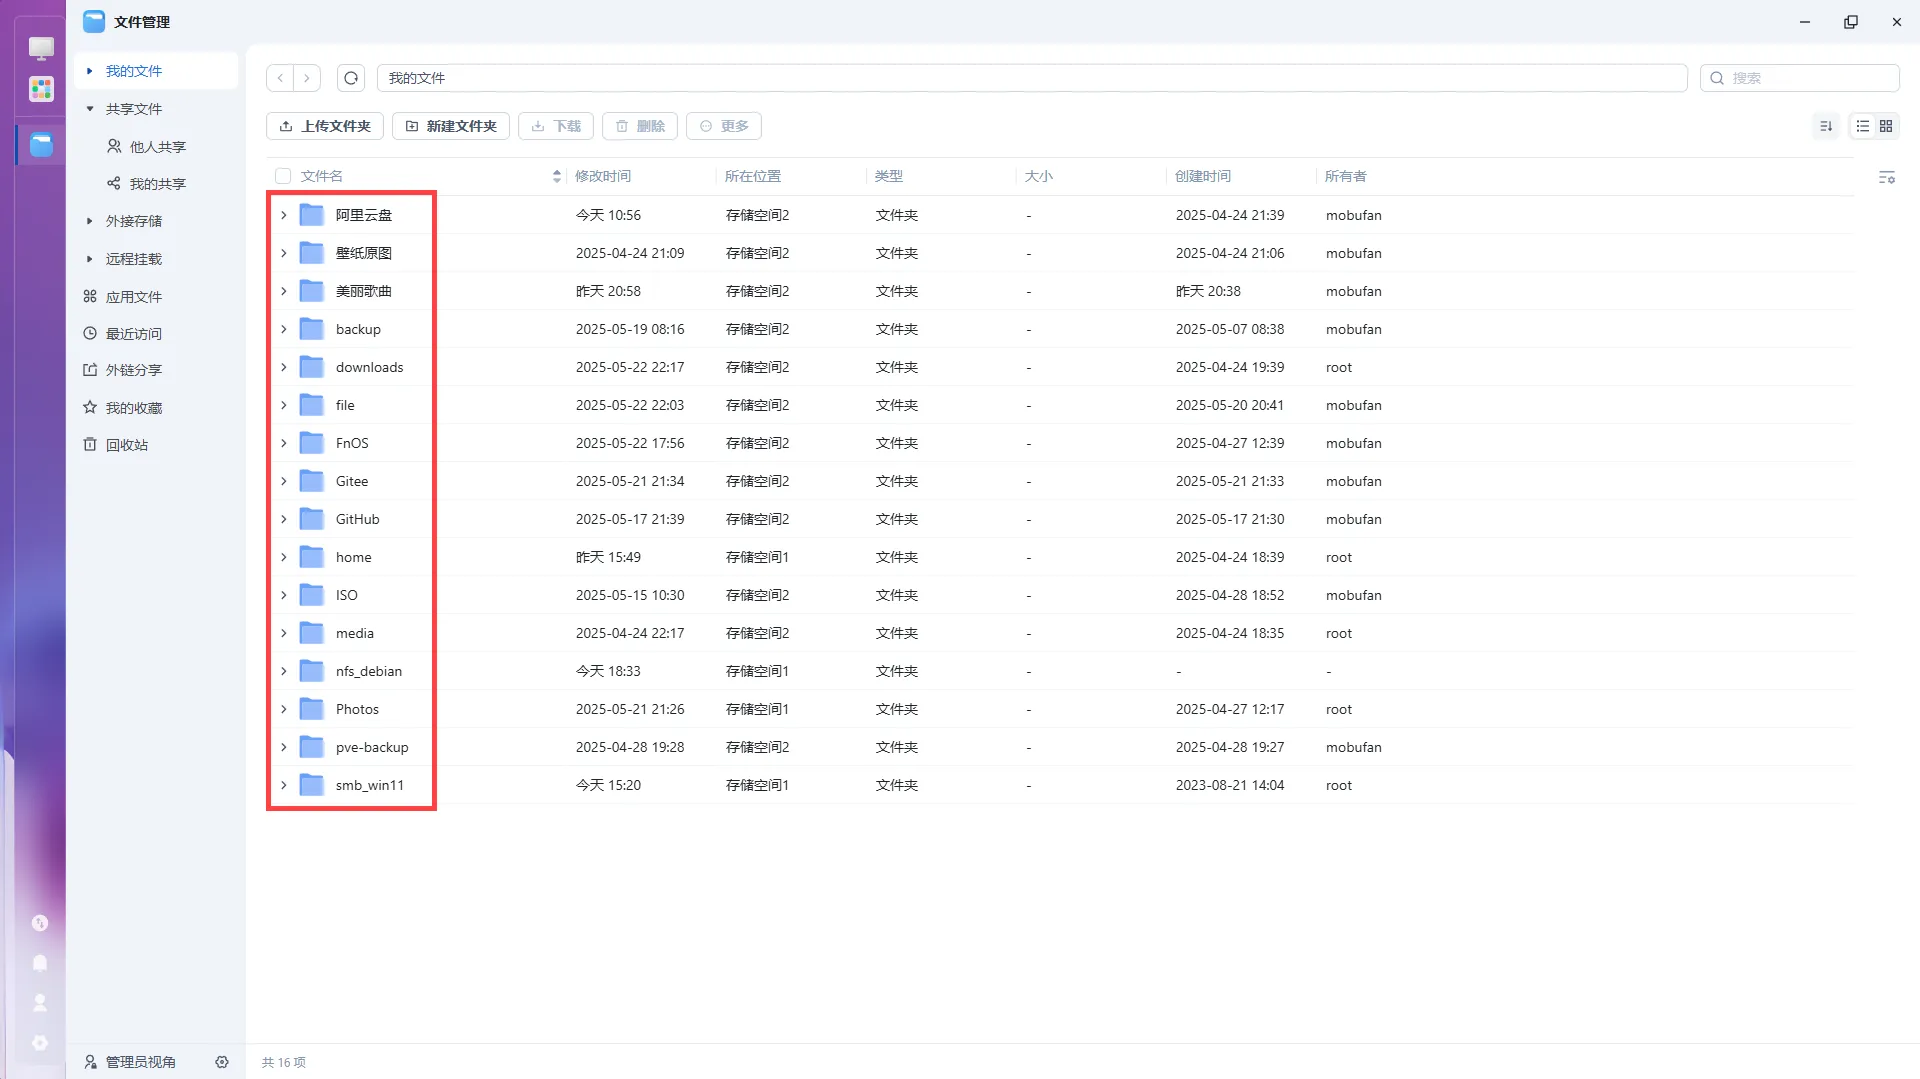 文件管理
我的文件
共享文件
他人共享
我的共享
外接存储
远程挂载
应用文件
最近访问
外链分享
我的收藏
回收站
管理员视角
我的文件
搜索
上传文件夹 新建文件夹 下载 删除 更多
文件名 修改时间 所在位置 类型 大小 创建时间 所有者
阿里云盘 今天 10:56 存储空间2 文件夹 - 2025-04-24 21:39 mobufan
壁纸原图 2025-04-24 21:09 存储空间2 文件夹 - 2025-04-24 21:06 mobufan
美丽歌曲 昨天 20:58 存储空间2 文件夹 - 昨天 20:38 mobufan
backup 2025-05-19 08:16 存储空间2 文件夹 - 2025-05-07 08:38 mobufan
downloads 2025-05-22 22:17 存储空间2 文件夹 - 2025-04-24 19:39 root
file 2025-05-22 22:03 存储空间2 文件夹 - 2025-05-20 20:41 mobufan
FnOS 2025-05-22 17:56 存储空间2 文件夹 - 2025-04-27 12:39 mobufan
Gitee 2025-05-21 21:34 存储空间2 文件夹 - 2025-05-21 21:33 mobufan
GitHub 2025-05-17 21:39 存储空间2 文件夹 - 2025-05-17 21:30 mobufan
home 昨天 15:49 存储空间1 文件夹 - 2025-04-24 18:39 root
ISO 2025-05-15 10:30 存储空间2 文件夹 - 2025-04-28 18:52 mobufan
media 2025-04-24 22:17 存储空间2 文件夹 - 2025-04-24 18:35 root
nfs_debian 今天 18:33 存储空间1 文件夹 - - -
Photos 2025-05-21 21:26 存储空间1 文件夹 - 2025-04-27 12:17 root
pve-backup 2025-04-28 19:28 存储空间2 文件夹 - 2025-04-28 19:27 mobufan
smb_win11 今天 15:20 存储空间1 文件夹 - 2023-08-21 14:04 root
共 16 项